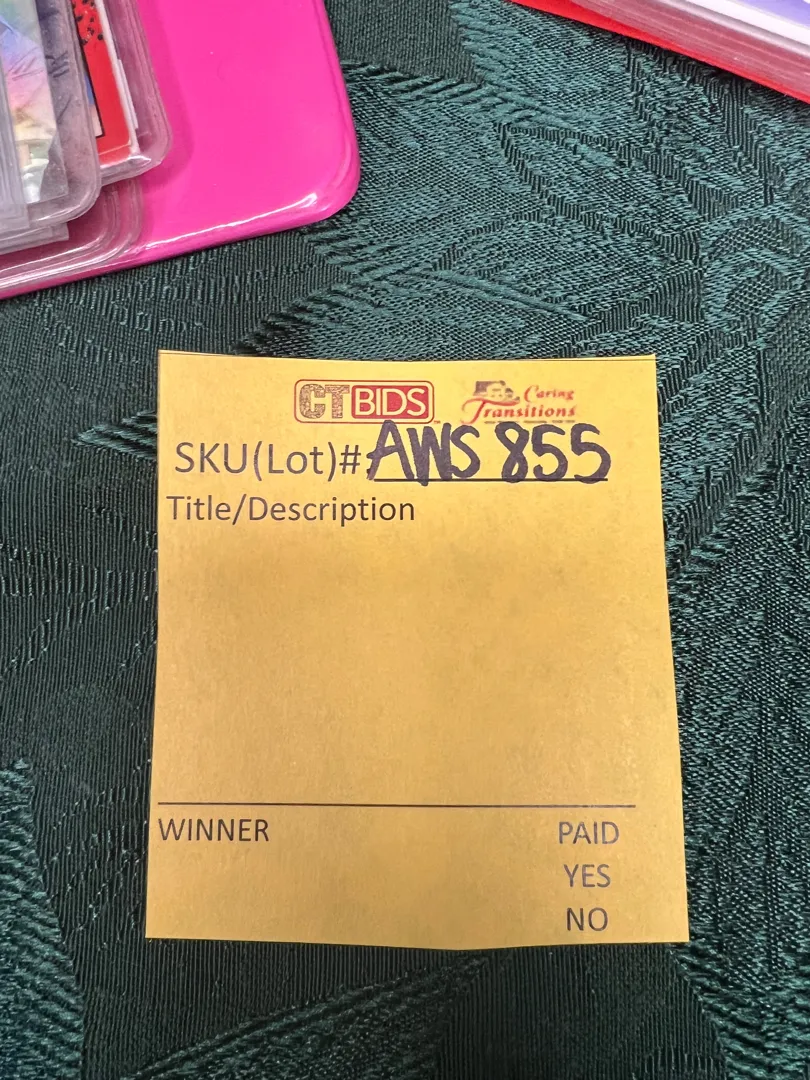 CTBIDS
Caring
Transitions
SKU(Lot)# AWS 855
Title/Description
WINNER PAID
YES
NO